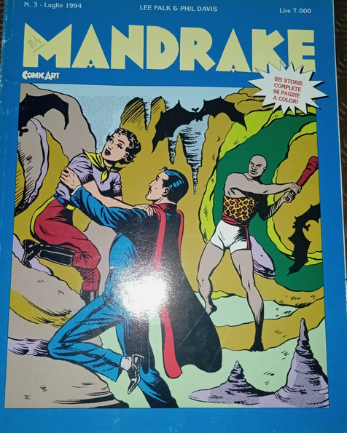 N. 3 - Luglio 1994
LEE FALK & PHIL DAVIS
Lire 7.000
MANDRAKE
COMIC ART
SEI STORIE
COMPLETE
96 PAGINE
A COLORI